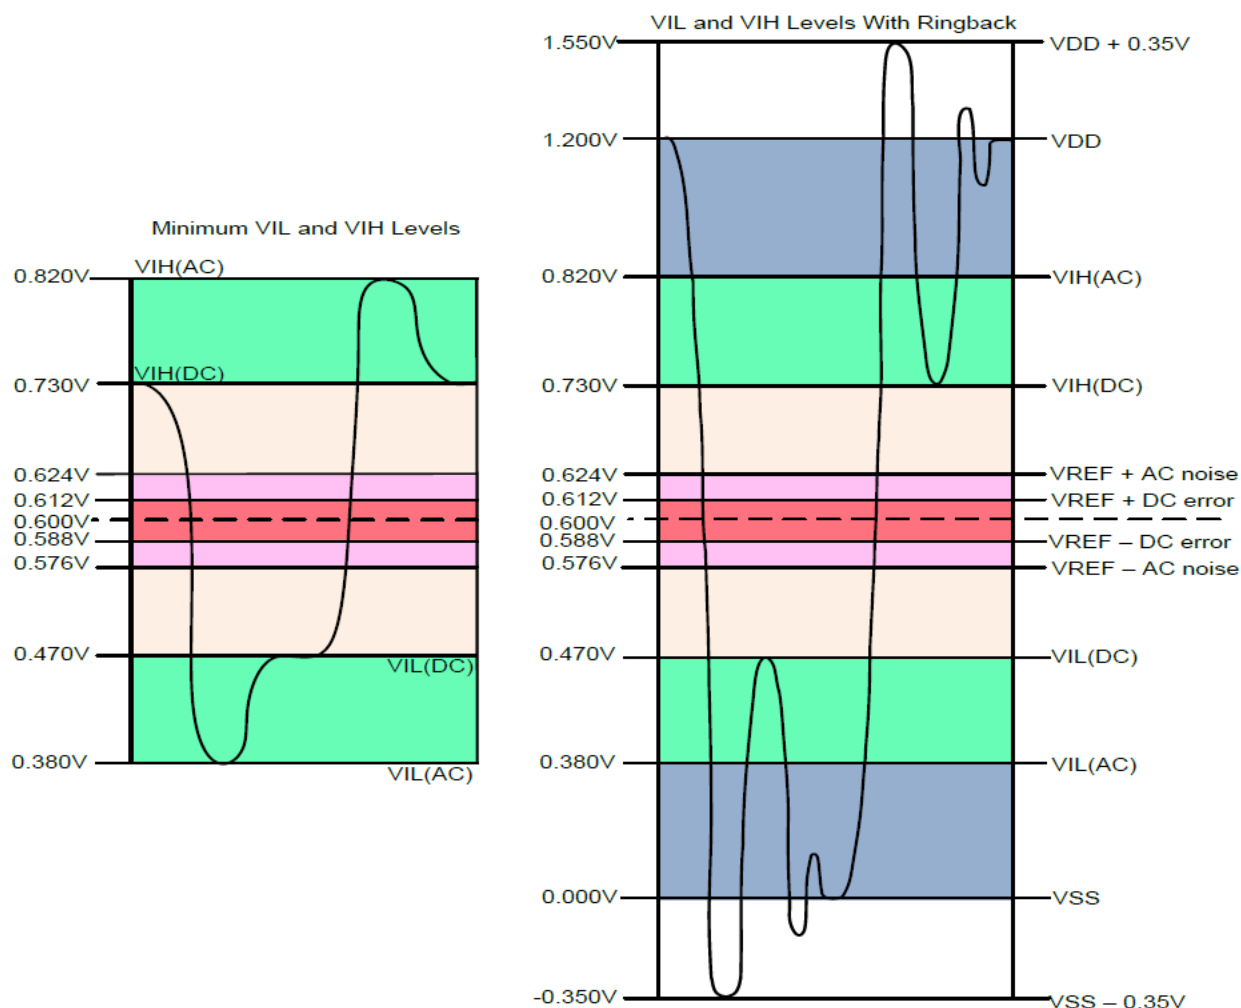 VIL and VIH Levels With Ringback
1.550V
VDD + 0.35V
1.200V
VDD
Minimum VIL and VIH Levels
VIH(AC)
0.820V
0.820V
VIH(AC)
VIH(DC)
0.730V
0.730V
VIH(DC)
0.624V
0.624V
VREF + AC noise
0.612V
0.612V
VREF + DC error
0.600V
0.600V
0.588V
0.588V
VREF – DC error
0.576V
0.576V
VREF – AC noise
0.470V
VIL(DC)
0.470V
VIL(DC)
0.380V
VIL(AC)
0.380V
VIL(AC)
0.000V
VSS
-0.350V
VSS – 0.35V